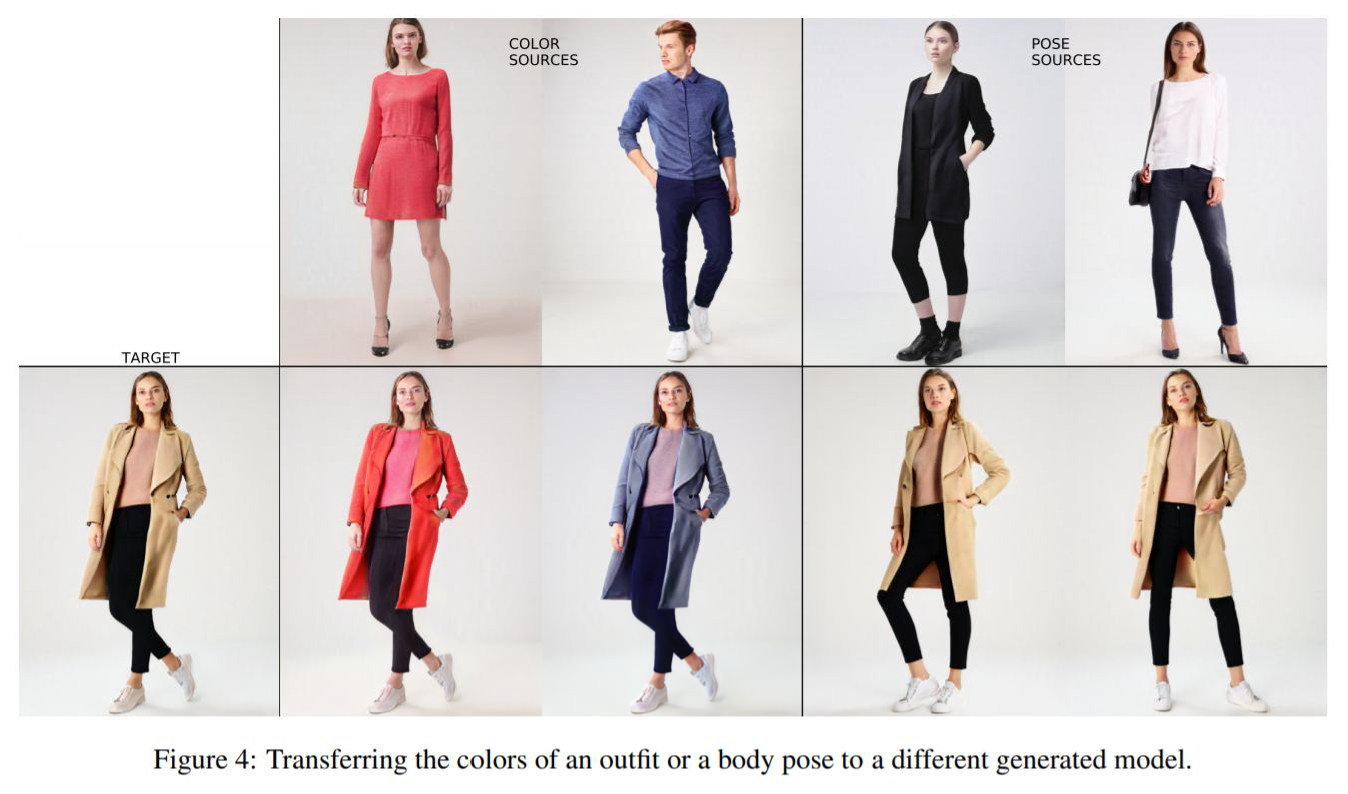 COLOR
SOURCES
POSE
SOURCES
TARGET
Figure 4: Transferring the colors of an outfit or a body pose to a different generated model.